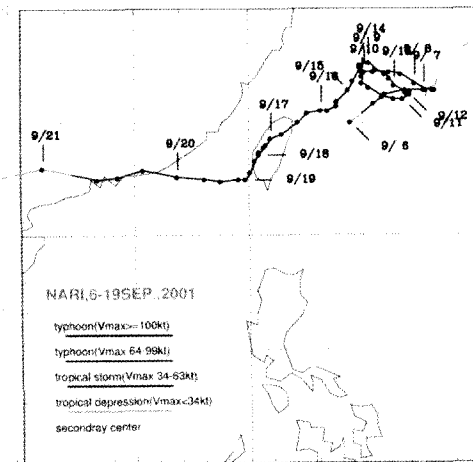 9/14
9/9
9/10
9/8
9/7
9/15
9/16
9/17
9/12
9/11
9/6
9/21
9/20
9/18
9/19
NARI,6-19SEP.,2001
typhoon(Vmax>=100kt)
typhoon(Vmax 64-99kt)
tropical storm(Vmax 34-63kt)
tropical depression(Vmax<34kt)
secondray center